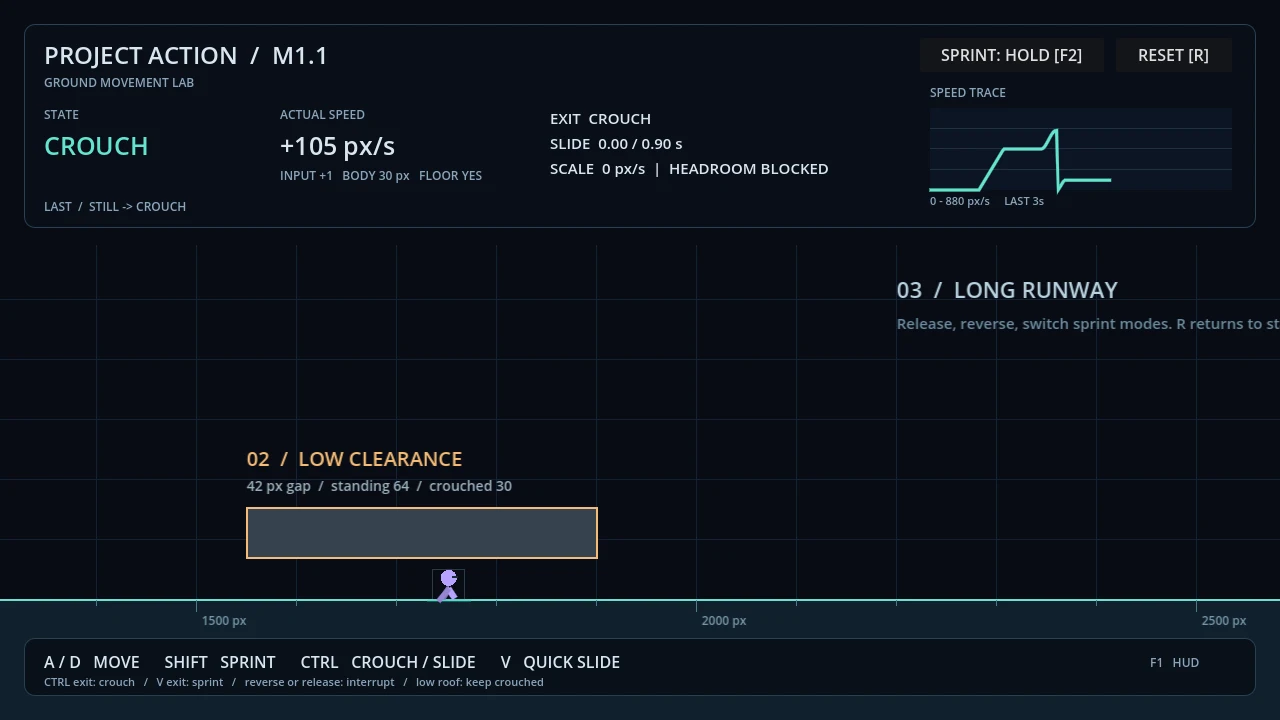 PROJECT ACTION / M1.1
GROUND MOVEMENT LAB
SPRINT: HOLD [F2]
RESET [R]
STATE
CROUCH
ACTUAL SPEED
+105 px/s
INPUT +1 BODY 30 px FLOOR YES
EXIT CROUCH
SLIDE 0.00 / 0.90 s
SCALE 0 px/s | HEADROOM BLOCKED
SPEED TRACE
0 - 880 px/s LAST 3s
LAST / STILL -> CROUCH
03 / LONG RUNWAY
Release, reverse, switch sprint modes. R returns to st
02 / LOW CLEARANCE
42 px gap / standing 64 / crouched 30
1500 px
2000 px
2500 px
A / D MOVE SHIFT SPRINT CTRL CROUCH / SLIDE V QUICK SLIDE
F1 HUD
CTRL exit: crouch / V exit: sprint / reverse or release: interrupt / low roof: keep crouched